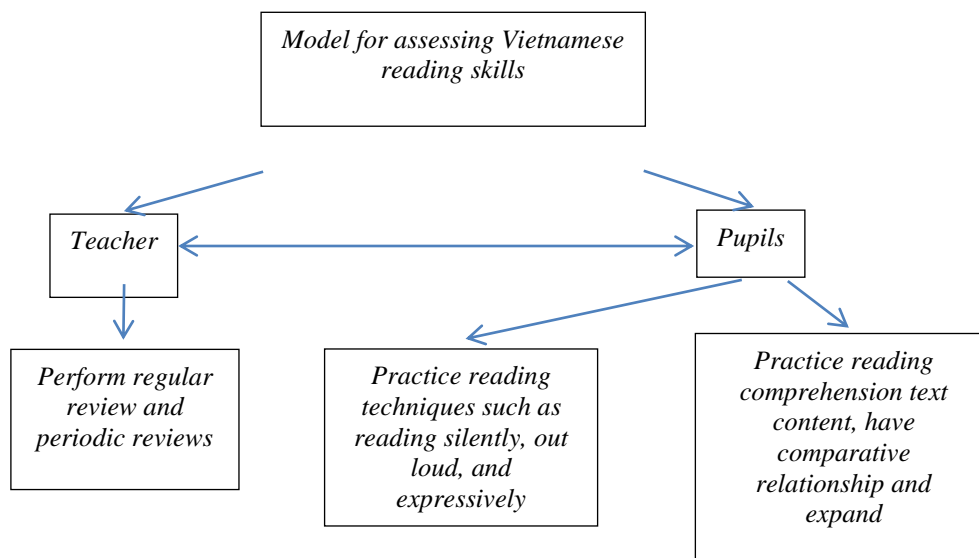 Model for assessing Vietnamese
reading skills
Teacher
Pupils
Perform regular
review and
periodic reviews
Practice reading
techniques such as
reading silently, out
loud, and
expressively
Practice reading
comprehension text
content, have
comparative
relationship and
expand